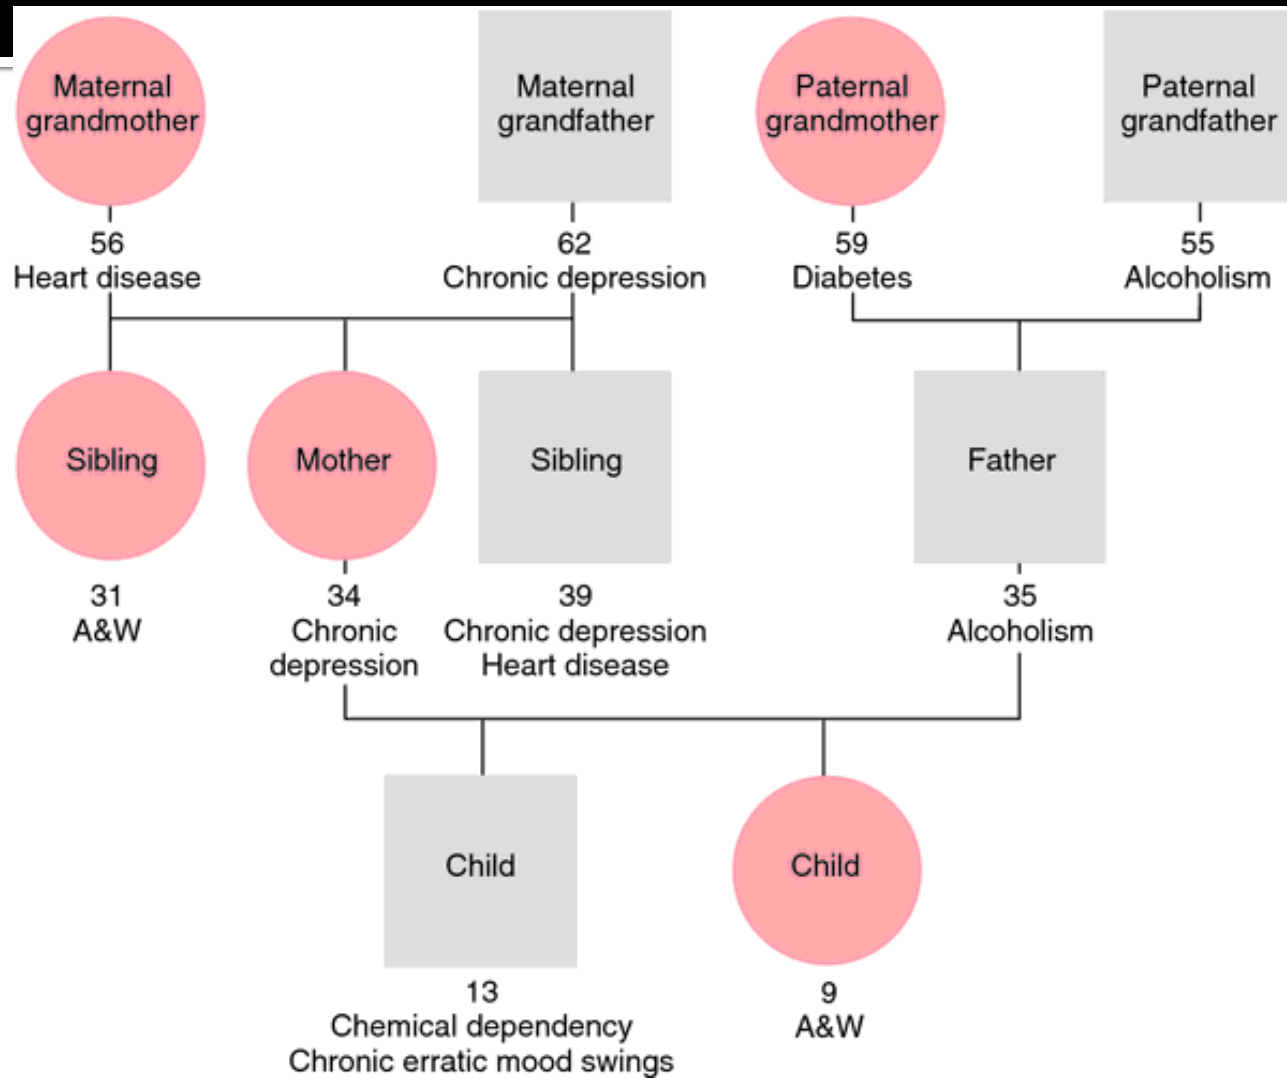 Maternal
grandmother
Maternal
grandfather
Paternal
grandmother
Paternal
grandfather
56
Heart disease
62
Chronic depression
59
Diabetes
55
Alcoholism
Sibling
Mother
Sibling
Father
31
A&W
34
Chronic
depression
39
Chronic depression
Heart disease
35
Alcoholism
Child
Child
13
Chemical dependency
Chronic erratic mood swings
9
A&W